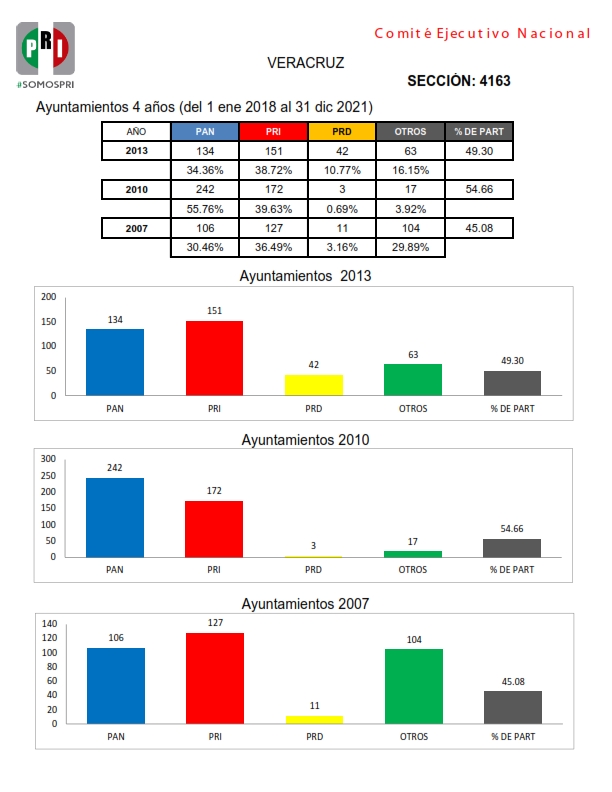 Comité Ejecutivo Nacional
PRI
#SOMOSPRI
VERACRUZ
SECCIÓN: 4163
Ayuntamientos 4 años (del 1 ene 2018 al 31 dic 2021)
AÑO PAN PRI PRD OTROS % DE PART
2013 134 151 42 63 49.30
34.36% 38.72% 10.77% 16.15%
2010 242 172 3 17 54.66
55.76% 39.63% 0.69% 3.92%
2007 106 127 11 104 45.08
30.46% 36.49% 3.16% 29.89%
Ayuntamientos 2013
200
150
100
50
0
134 151 42 63 49.30
PAN PRI PRD OTROS % DE PART
Ayuntamientos 2010
300
250
200
150
100
50
0
242 172 3 17 54.66
PAN PRI PRD OTROS % DE PART
Ayuntamientos 2007
140
120
100
80
60
40
20
0
106 127 11 104 45.08
PAN PRI PRD OTROS % DE PART